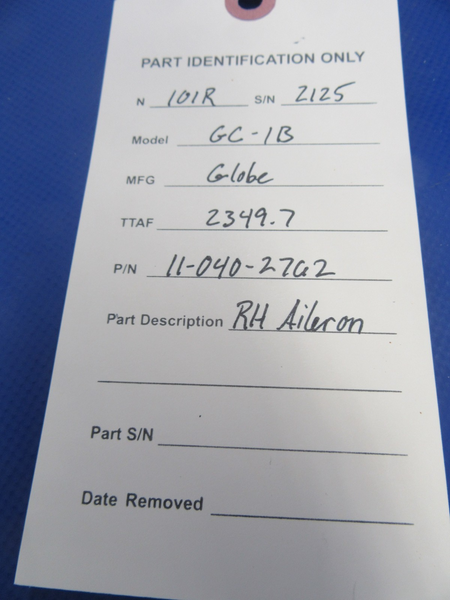 PART IDENTIFICATION ONLY
N 101R S/N 2125
Model GC-1B
MFG Globe
TTAF 2349.7
P/N 11-040-27G2
Part Description RH Aileron
Part S/N
Date Removed